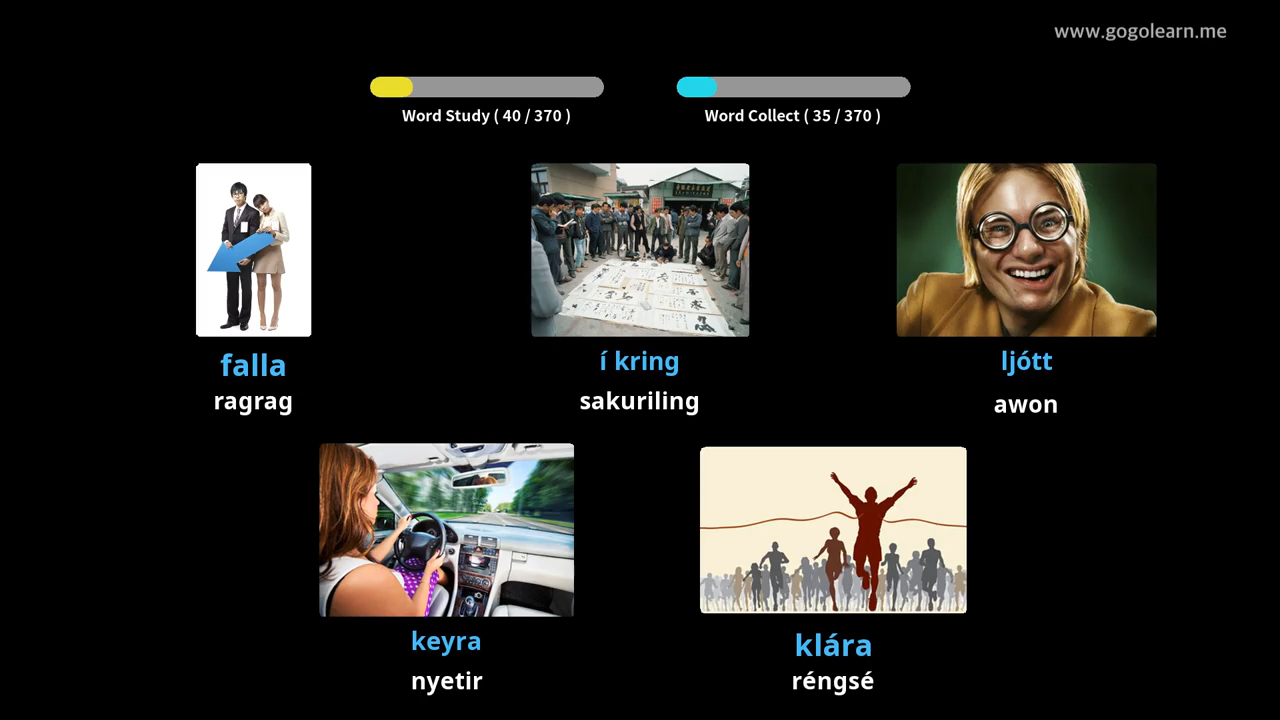 www.gogolearn.me
Word Study ( 40 / 370 )
Word Collect ( 35 / 370 )
falla
ragrag
í kring
sakuriling
ljótt
awon
keyra
nyetir
klára
réngsé